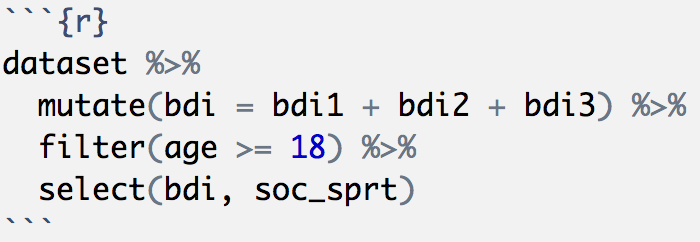 ```{r}
dataset %>%
  mutate(bdi = bdi1 + bdi2 + bdi3) %>%
  filter(age >= 18) %>%
  select(bdi, soc_sprt)
```